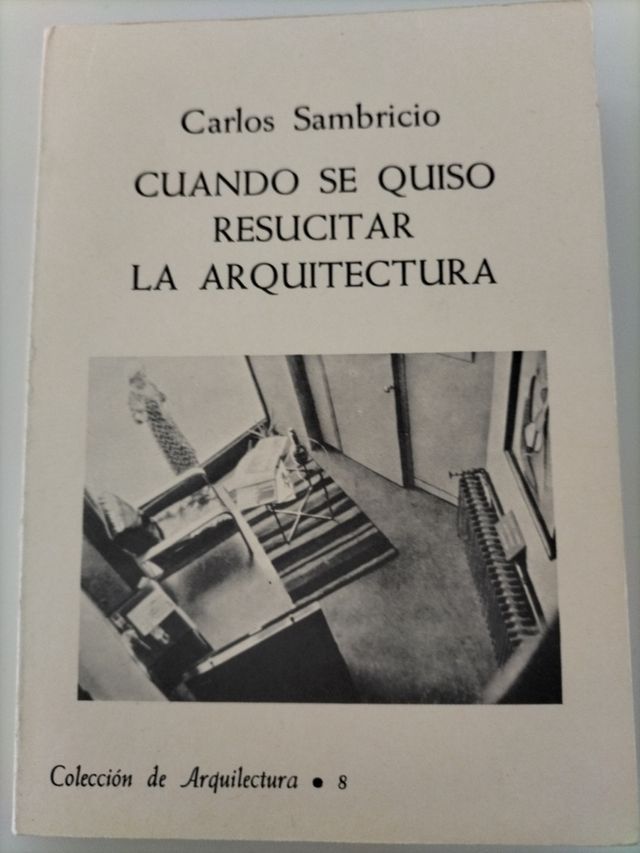 Carlos Sambricio
CUANDO SE QUISO
RESUCITAR
LA ARQUITECTURA
Colección de Arquitectura • 8